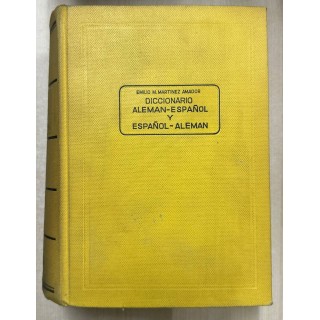 EMILIO M. MARTINEZ AMADOR
DICCIONARIO
ALEMAN-ESPAÑOL
Y
ESPAÑOL-ALEMAN